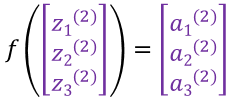 f([z₁⁽²⁾ z₂⁽²⁾ z₃⁽²⁾]) = [a₁⁽²⁾ a₂⁽²⁾ a₃⁽²⁾]